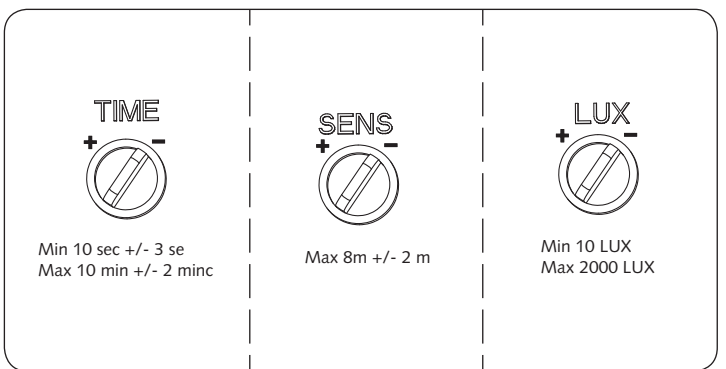 TIME
+ -
Min 10 sec +/- 3 se
Max 10 min +/- 2 minc
SENS
+ -
Max 8m +/- 2 m
LUX
+ -
Min 10 LUX
Max 2000 LUX